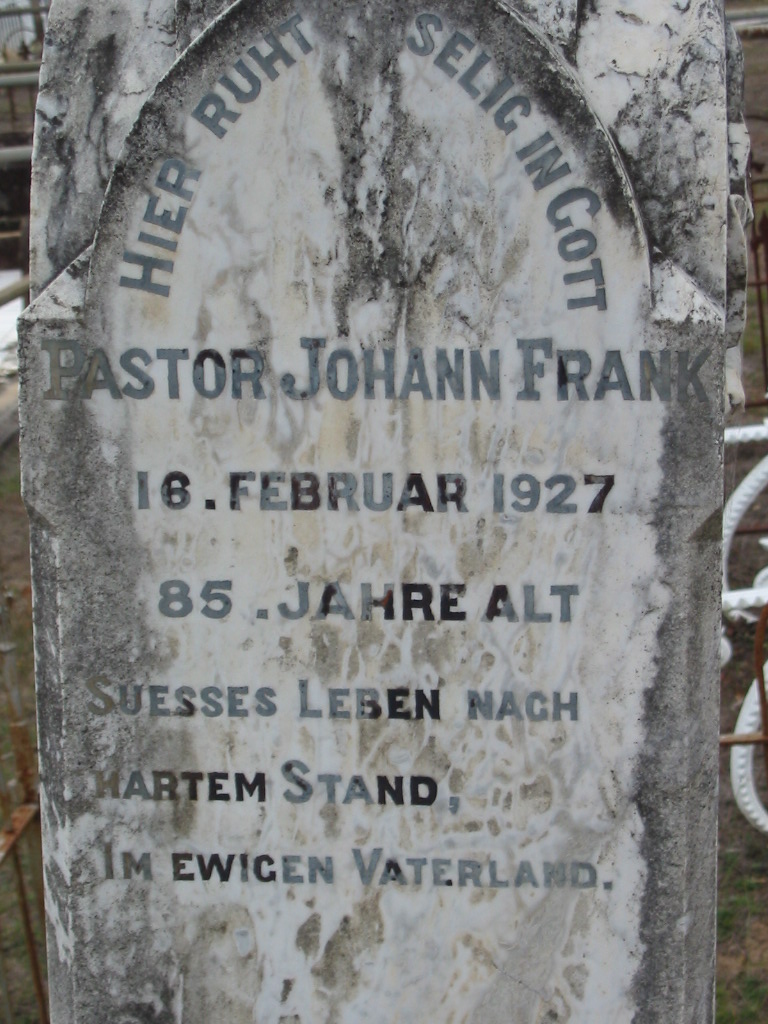 HIER RUHT SELIG IN GOTT
PASTOR JOHANN FRANK
16. FEBRUAR 1927
85. JAHRE ALT
SUESSES LEBEN NACH
HARTEM STAND,
IM EWIGEN VATERLAND.